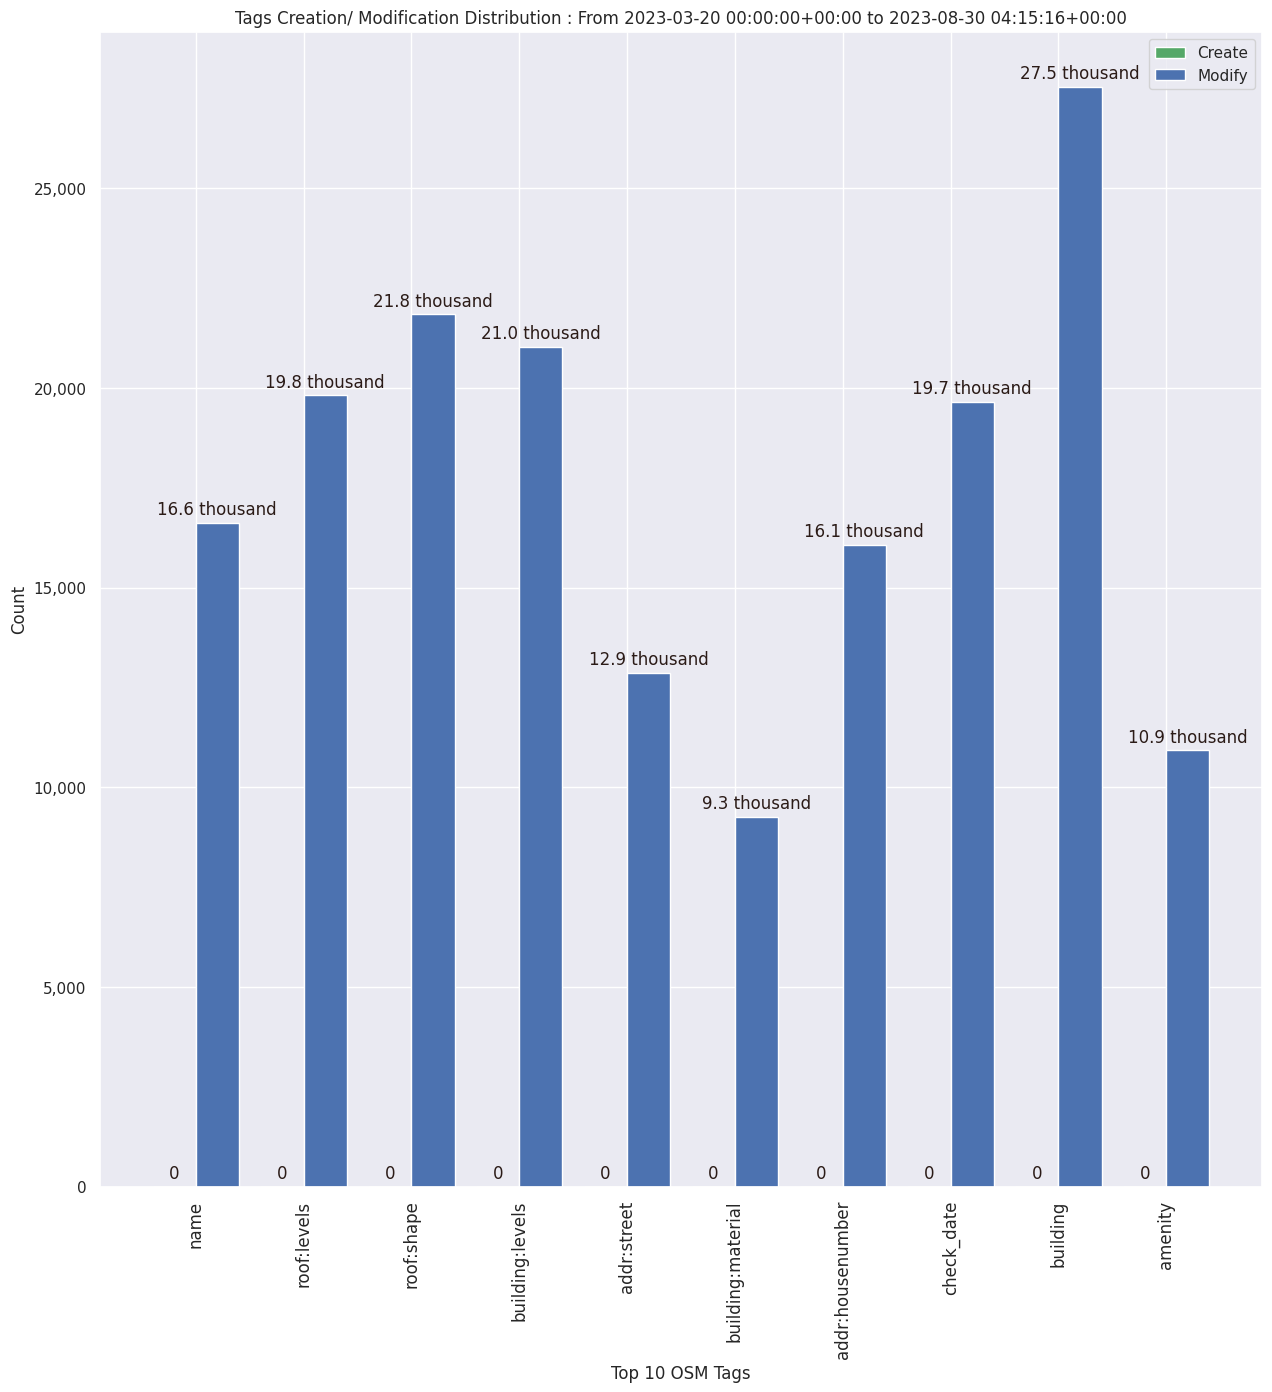 Tags Creation/ Modification Distribution : From 2023-03-20 00:00:00+00:00 to 2023-08-30 04:15:16+00:00
Create
Modify
27.5 thousand
25,000
21.8 thousand
21.0 thousand
20,000
19.8 thousand
19.7 thousand
16.6 thousand
16.1 thousand
15,000
Count
12.9 thousand
10.9 thousand
10,000
9.3 thousand
5,000
0 0 0 0 0 0 0 0 0 0
0
name
roof:levels
roof:shape
building:levels
addr:street
building:material
addr:housenumber
check_date
building
amenity
Top 10 OSM Tags